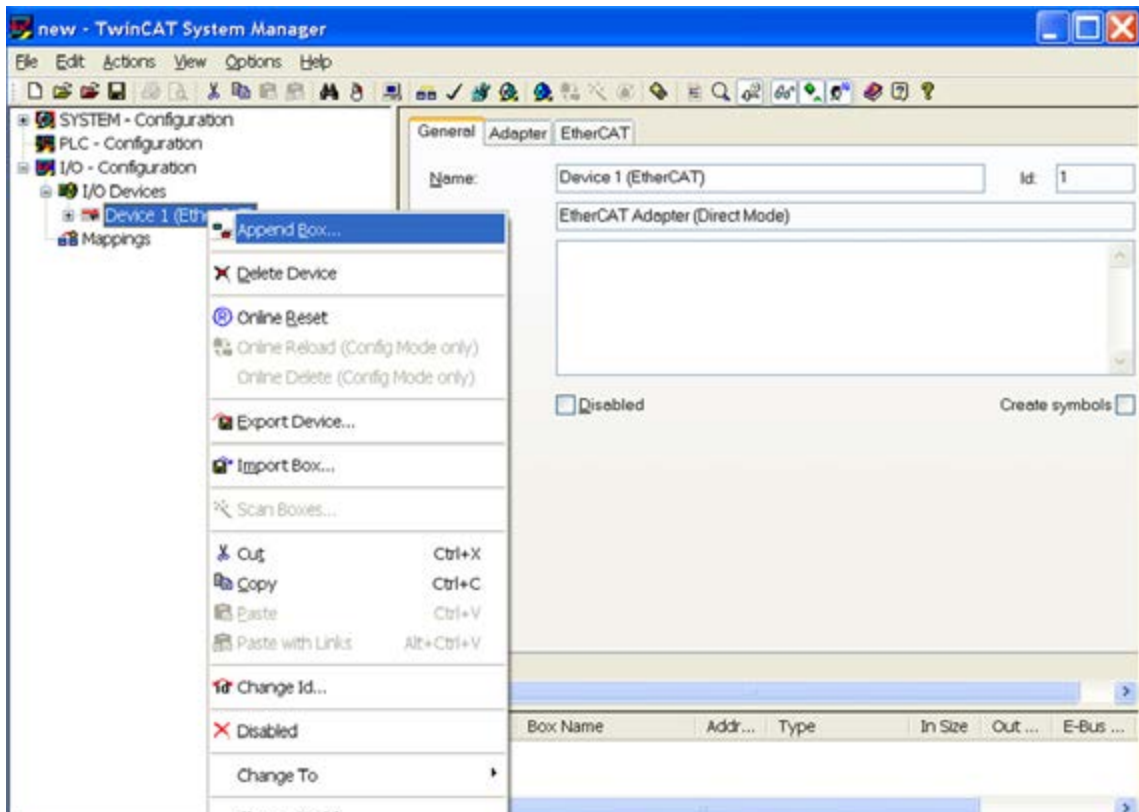 new - TwinCAT System Manager
File Edit Actions View Options Help
SYSTEM - Configuration
PLC - Configuration
I/O - Configuration
I/O Devices
Device 1 (Eth
Mappings
Append Box...
Delete Device
Online Reset
Online Reload (Config Mode only)
Online Delete (Config Mode only)
Export Device...
Import Box...
Scan Boxes...
Cut Ctrl+X
Copy Ctrl+C
Paste Ctrl+V
Paste with Links Alt+Ctrl+V
Change Id...
Disabled
Change To
General Adapter EtherCAT
Name: Device 1 (EtherCAT) Id: 1
EtherCAT Adapter (Direct Mode)
Disabled Create symbols
Box Name Addr... Type In Size Out ... E-Bus ...